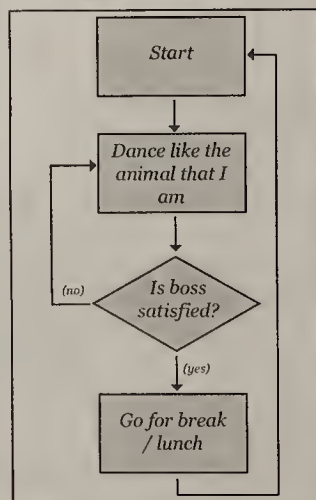 Start
Dance like the
animal that I
am
Is boss
satisfied?
(no)
(yes)
Go for break
/ lunch